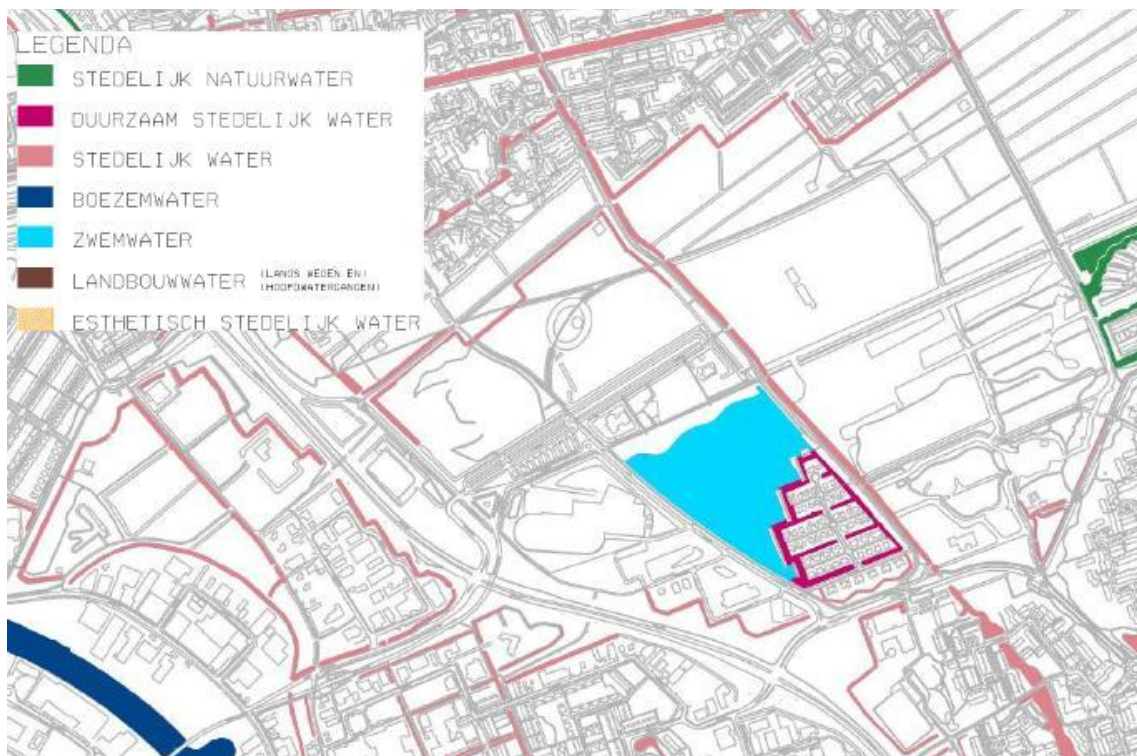 LEGENDA
STEDELIJK NATUURWATER
DUURZAAM STEDELIJK WATER
STEDELIJK WATER
BOEZEMWATER
ZWEMWATER
LANDBOUWWATER (LANGS WEGEN EN)
(HOOFDWATERGANGEN)
ESTHETISCH STEDELIJK WATER